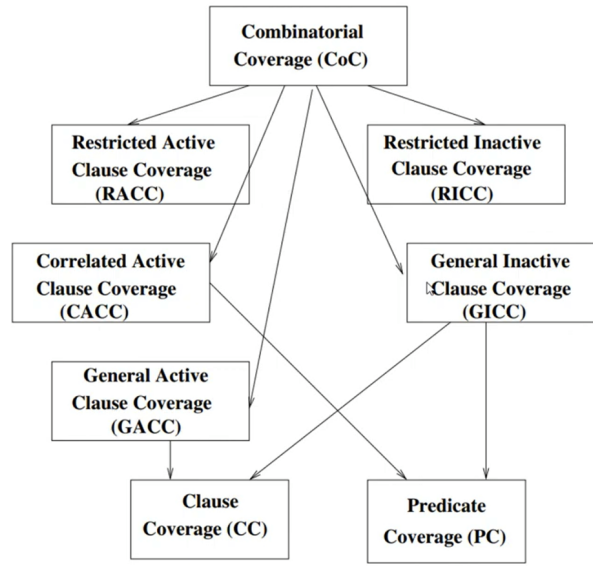 Combinatorial
Coverage (CoC)
Restricted Active
Clause Coverage
(RACC)
Restricted Inactive
Clause Coverage
(RICC)
Correlated Active
Clause Coverage
(CACC)
General Inactive
Clause Coverage
(GICC)
General Active
Clause Coverage
(GACC)
Clause
Coverage (CC)
Predicate
Coverage (PC)